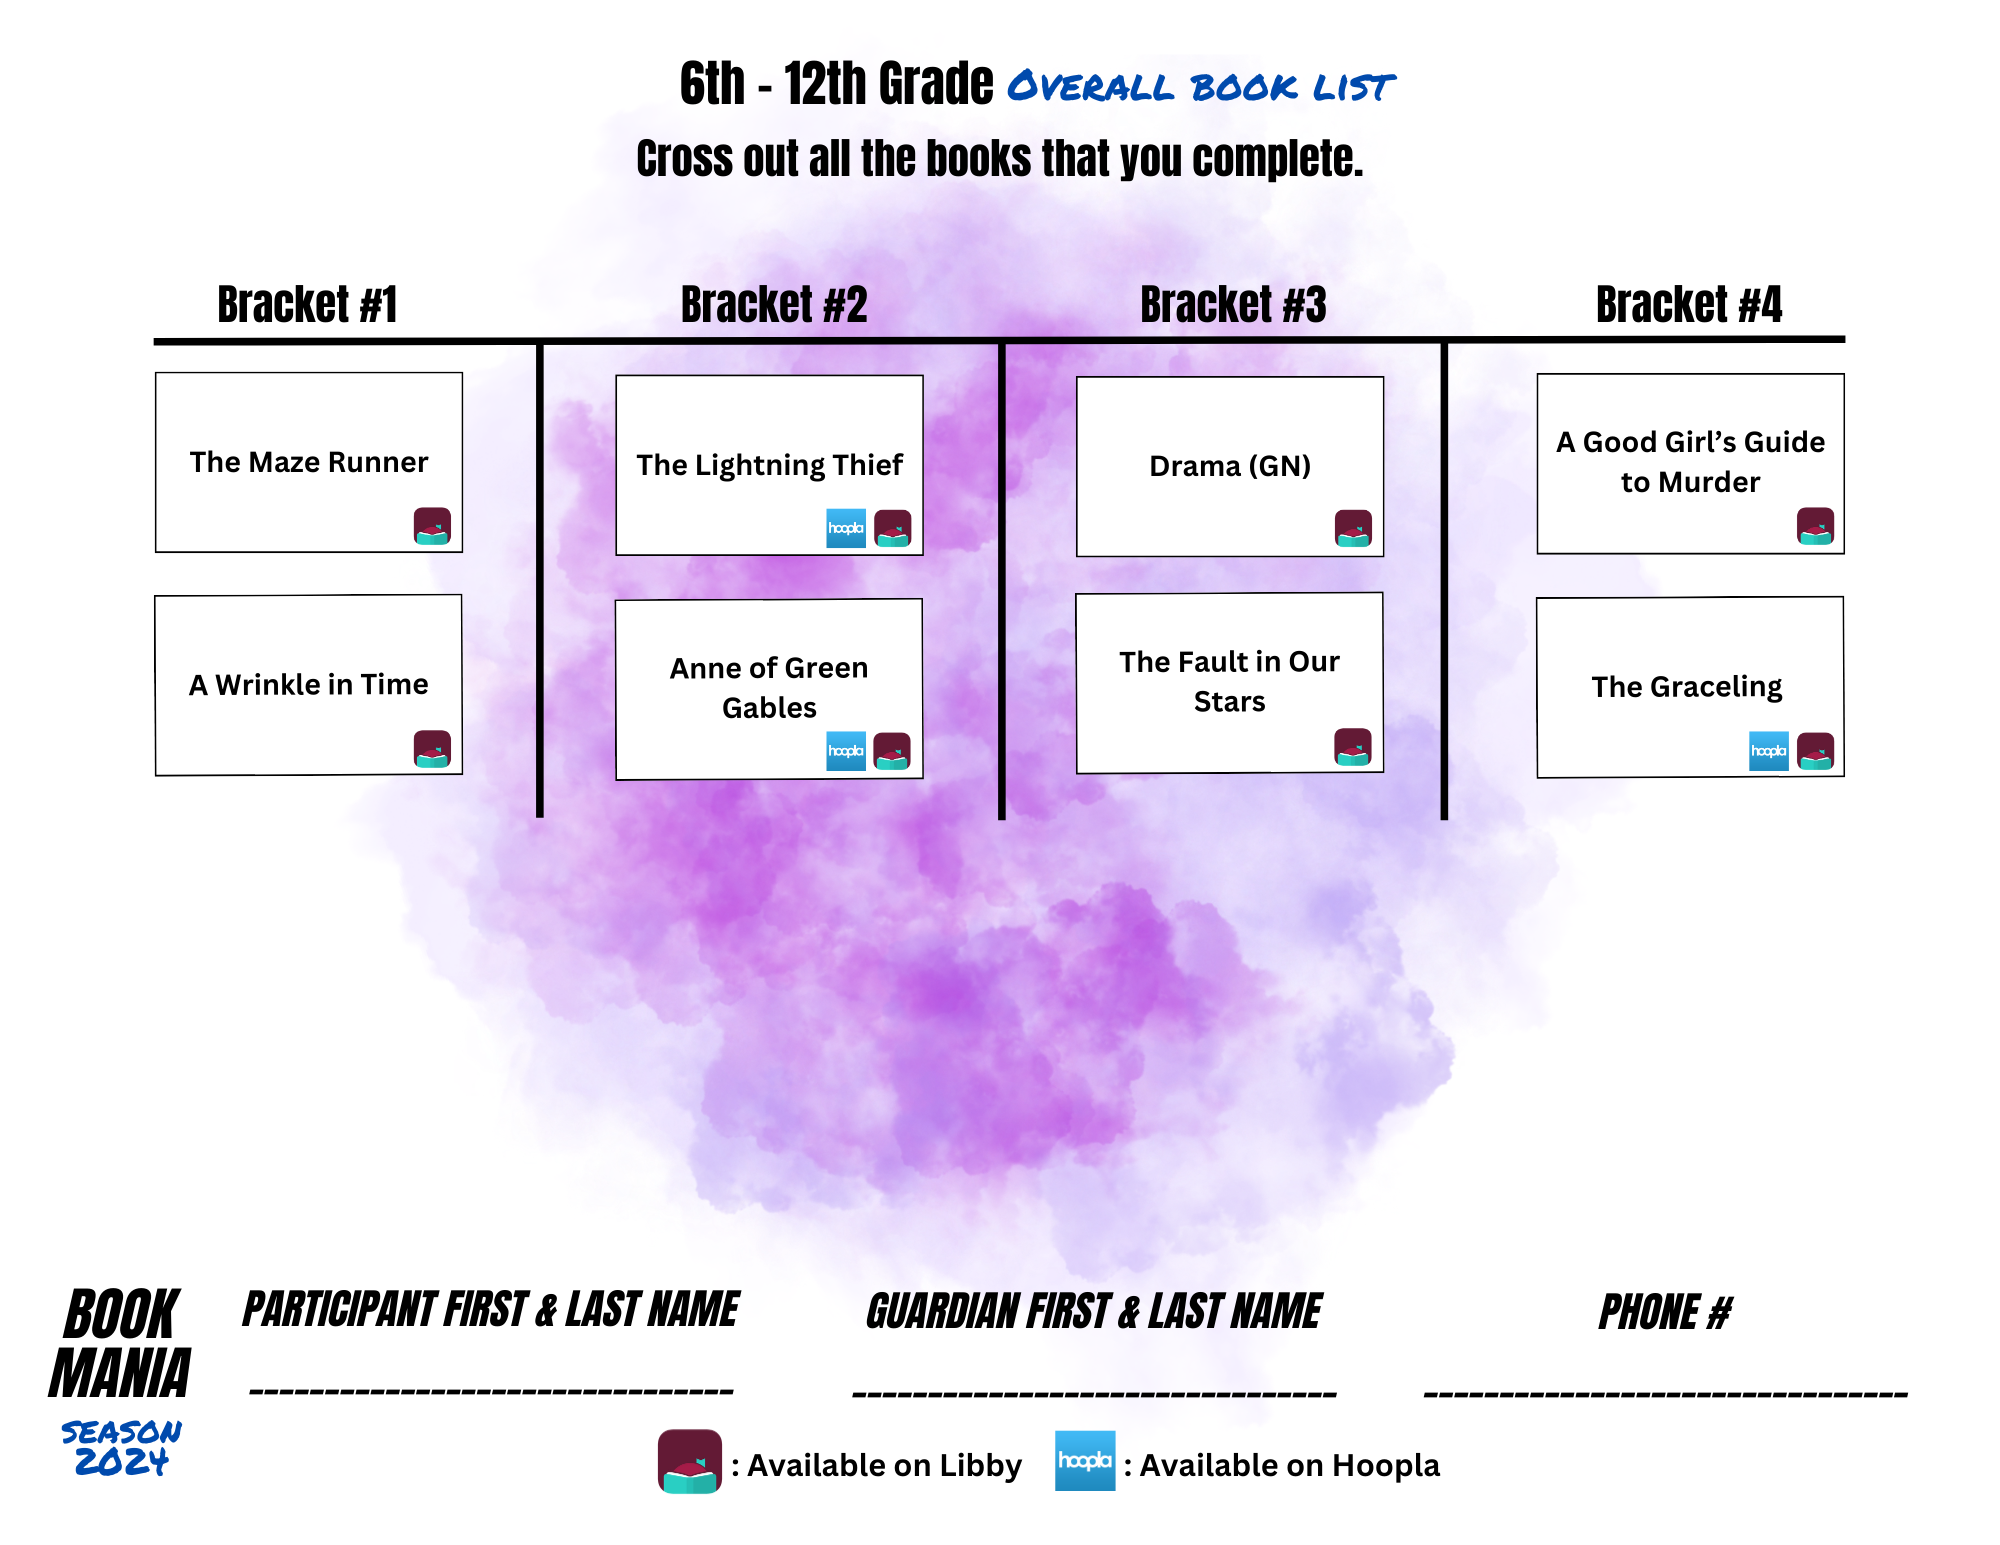 6th - 12th Grade Overall book list
Cross out all the books that you complete.
Bracket #1
Bracket #2
Bracket #3
Bracket #4
The Maze Runner
The Lightning Thief
hoopla
Drama (GN)
A Good Girl’s Guide
to Murder
A Wrinkle in Time
Anne of Green
Gables
hoopla
The Fault in Our
Stars
The Graceling
hoopla
BOOK
MANIA
SEASON
2024
PARTICIPANT FIRST & LAST NAME
GUARDIAN FIRST & LAST NAME
PHONE #
: Available on Libby
hoopla
: Available on Hoopla